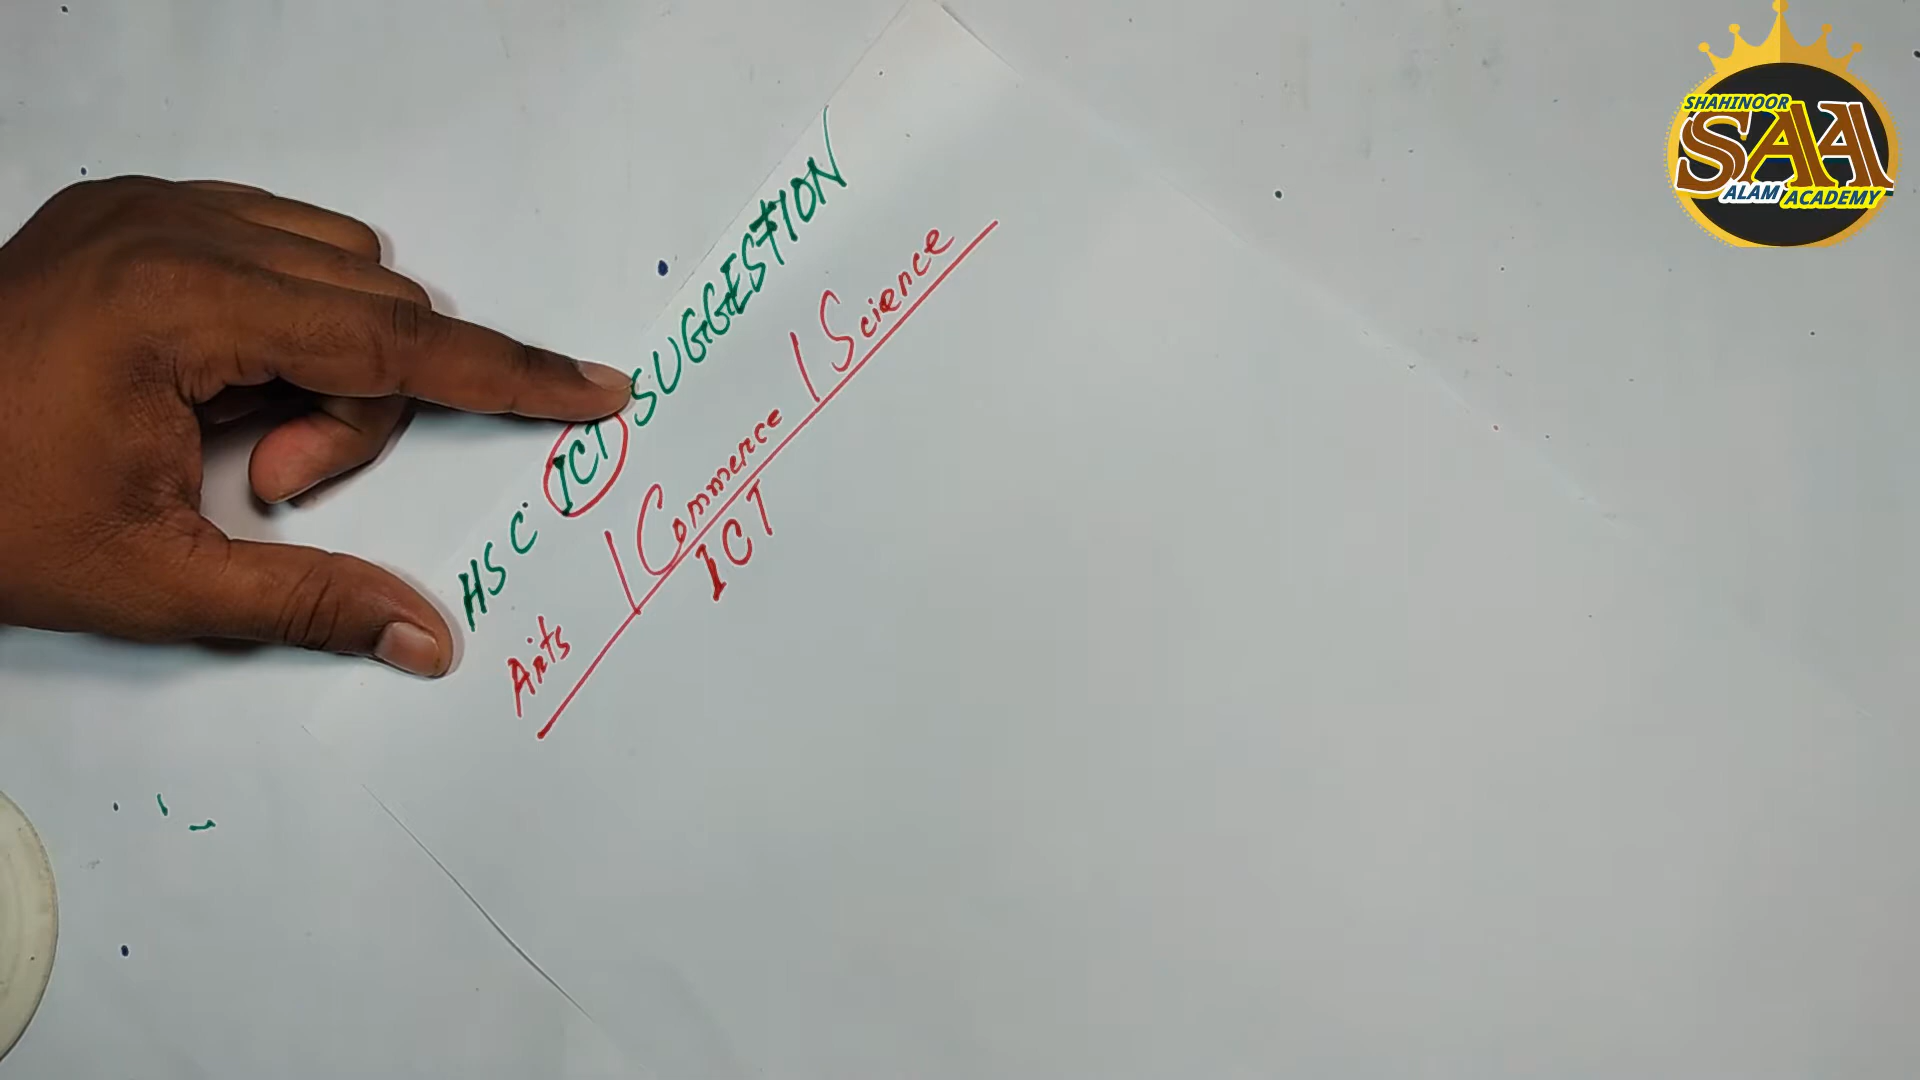 HSC ICT SUGGESTION
Arts / Commerce / Science
ICT
SHAHINOOR
SAA
ALAM ACADEMY